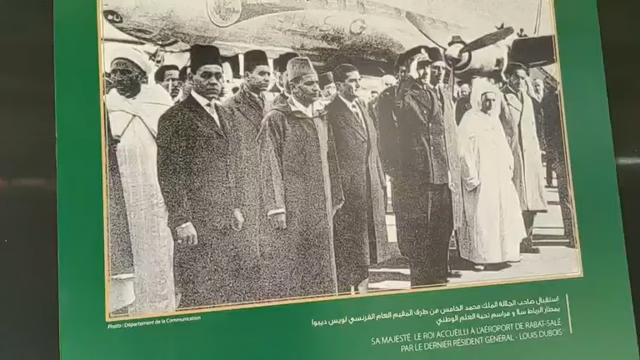 Photo : Département de la Communication
استقبال صاحب الجلالة الملك محمد الخامس من طرف المقيم العام الفرنسي لويس ديبوا
بمطار الرباط سلا و مراسم تحية العلم الوطني
SA MAJESTÉ LE ROI ACCUEILLI À L'AÉROPORT DE RABAT-SALÉ
PAR LE DERNIER RÉSIDENT GÉNÉRAL - LOUIS DUBOIS